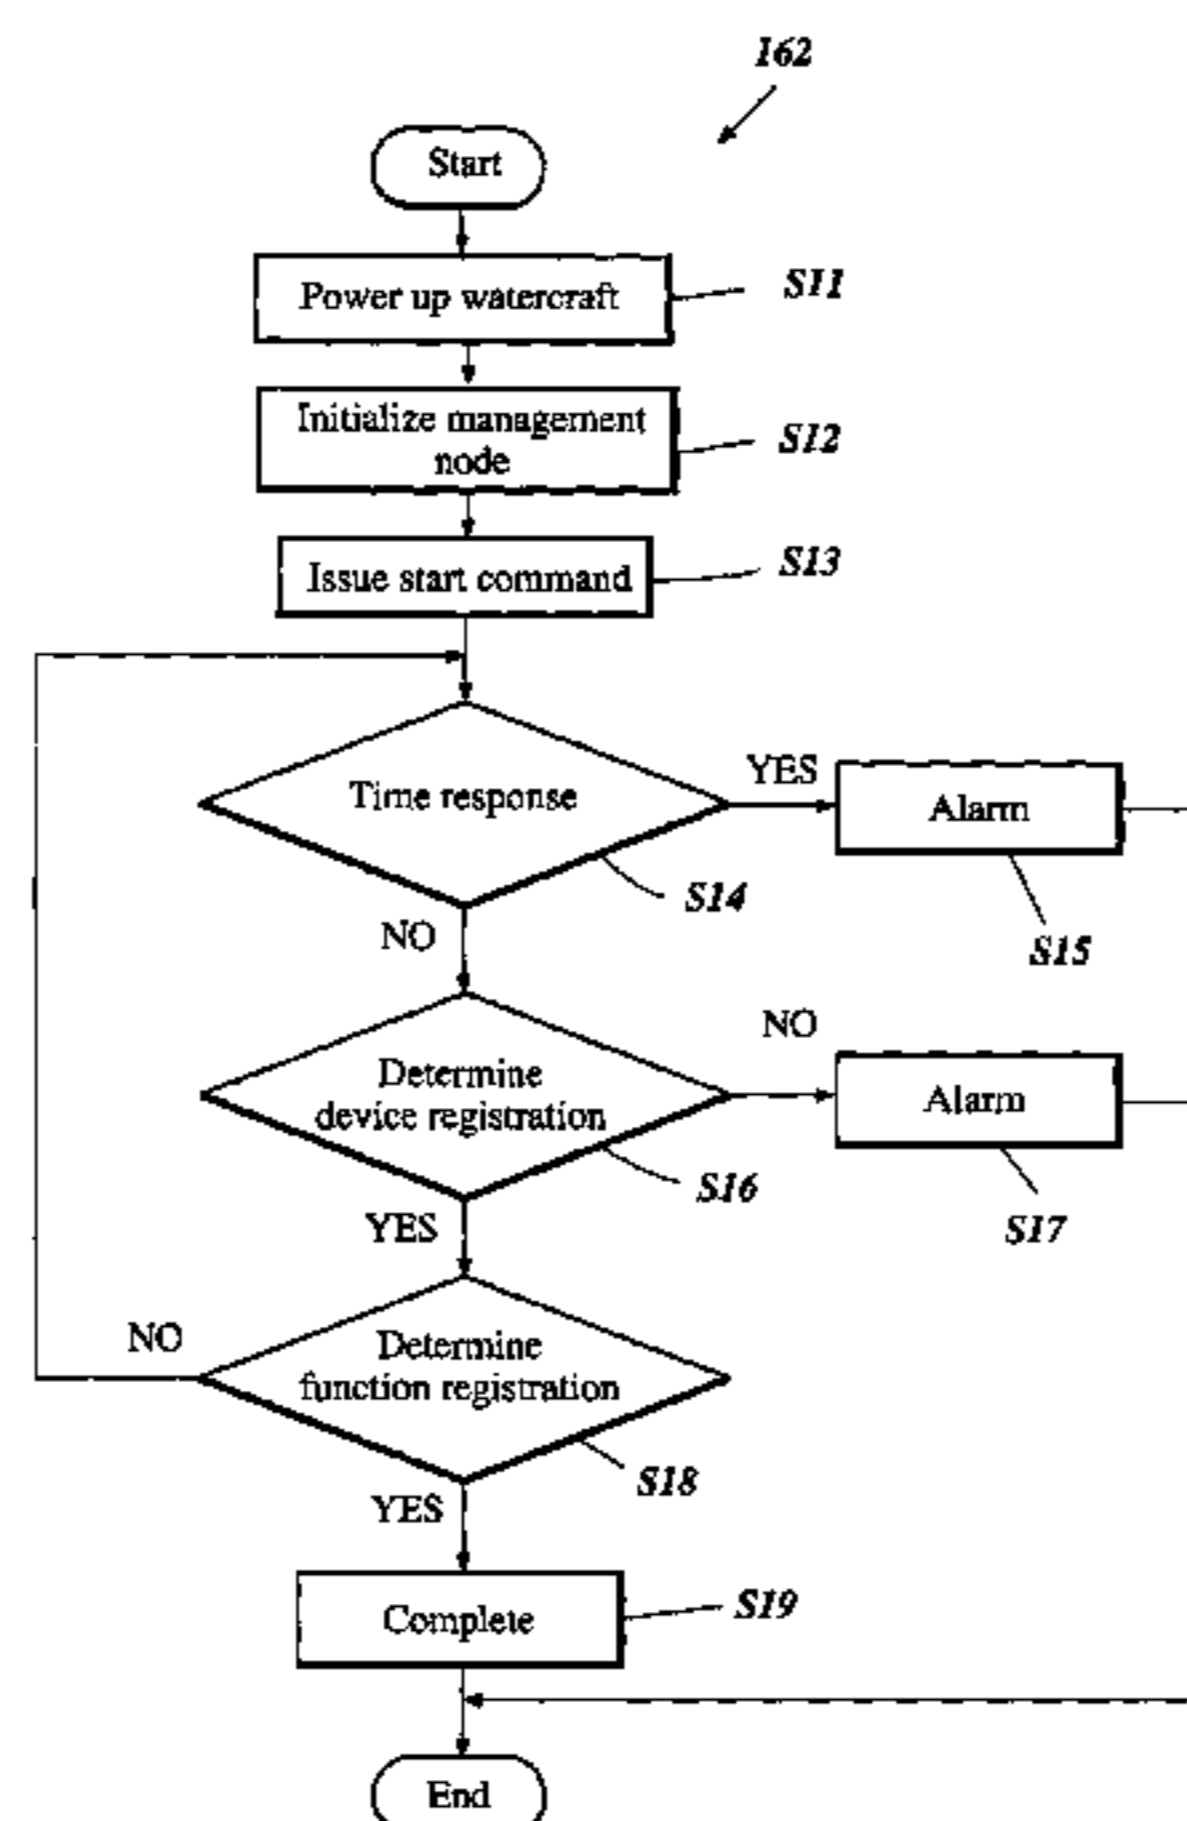 162
Start
Power up watercraft
S11
Initialize management
node
S12
Issue start command
S13
Time response
YES
Alarm
S14
S15
NO
Determine
device registration
NO
Alarm
S16
S17
YES
Determine
function registration
NO
S18
YES
Complete
S19
End